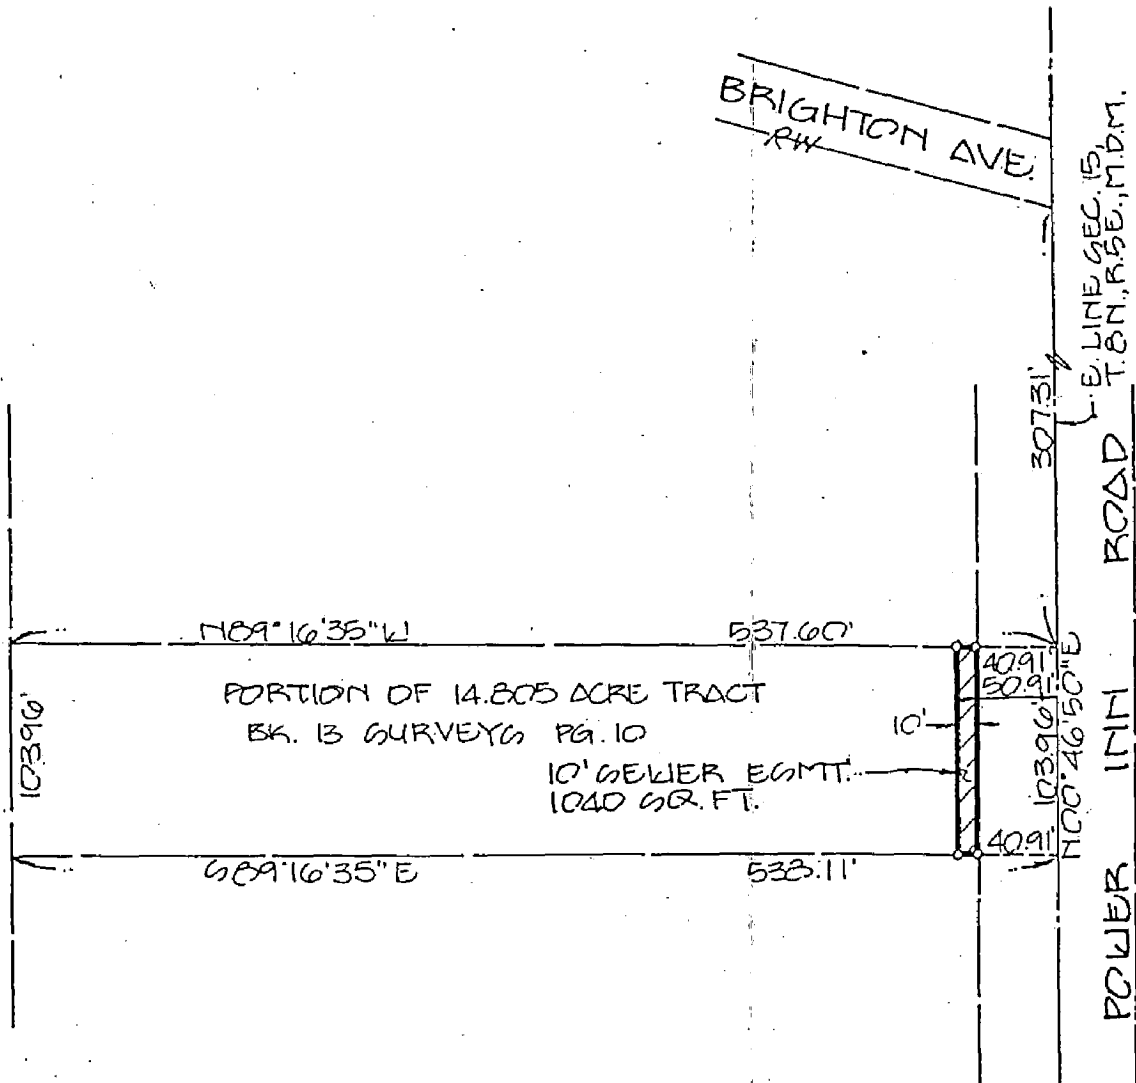 BRIGHTON AVE.
R/W
E. LINE SEC. 15,
T.8N., R.5E., M.D.M.
307.31'
POWER INN ROAD
N89°16'35"W 537.60'
40.91'
50.91'
PORTION OF 14.805 ACRE TRACT
BK. 13 SURVEYS PG. 10
10'
103.96'
103.96'
N.00°46'50"E
10' SEWER ESMT.
1040 SQ. FT.
40.91'
S89°16'35"E 538.11'